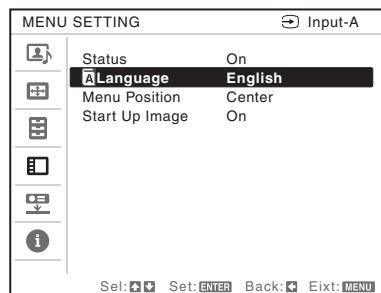 MENU SETTING Input-A
Status On
A Language English
Menu Position Center
Start Up Image On
Sel: Set: ENTER Back: Eixt: MENU